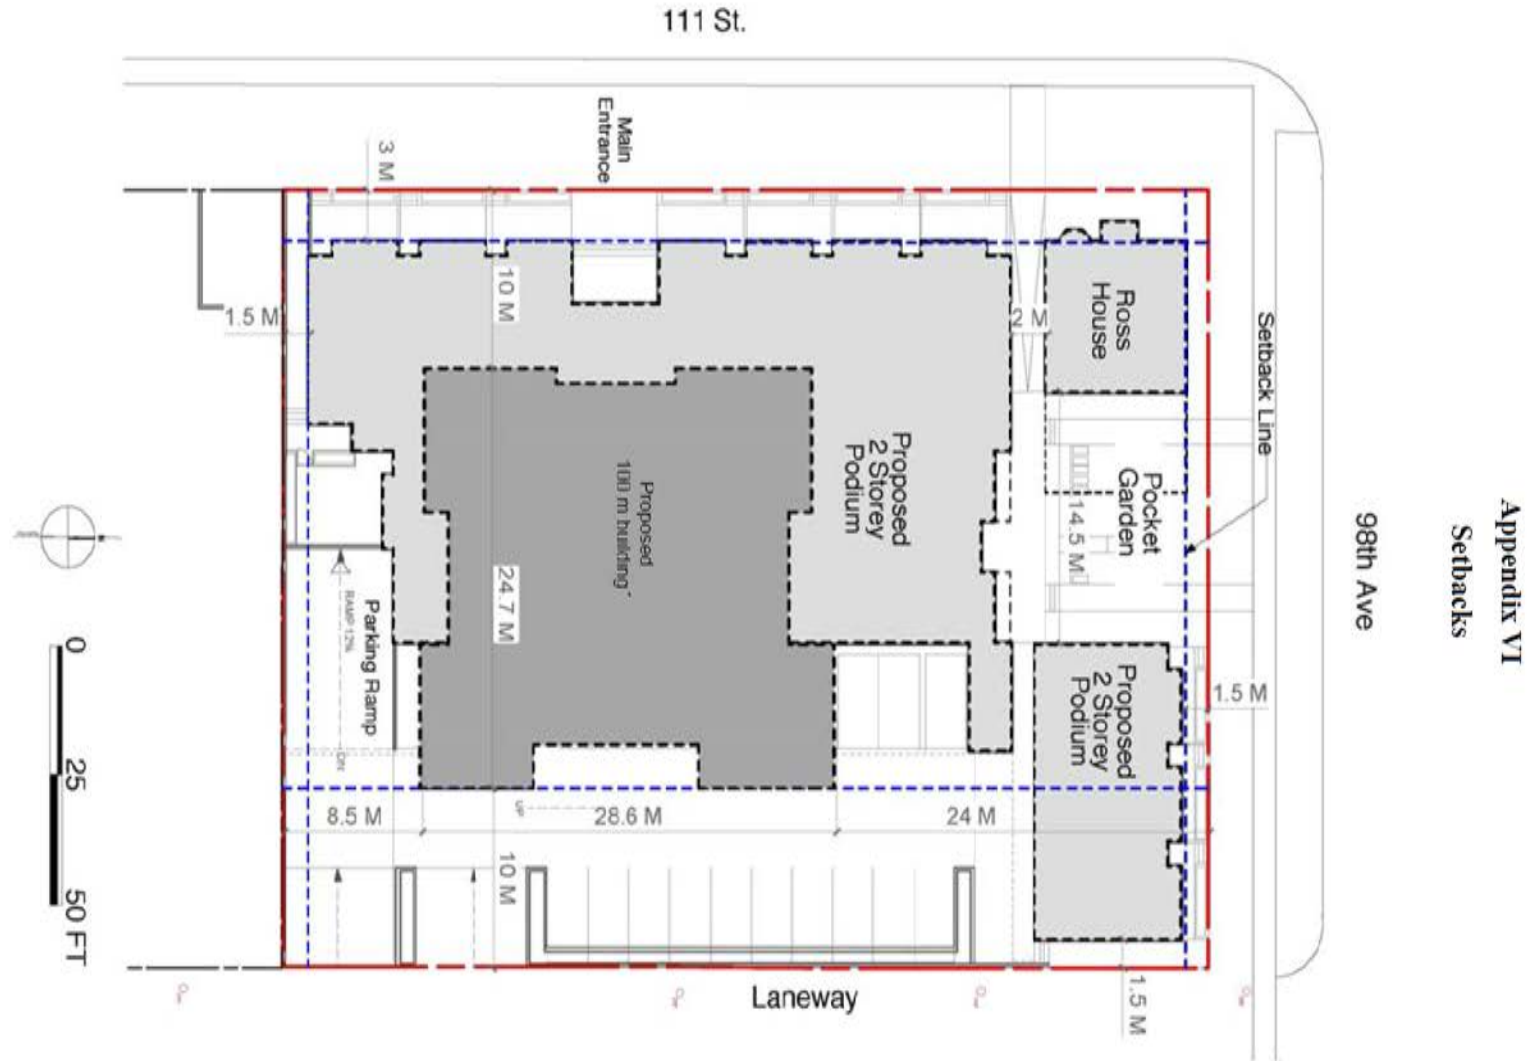 111 St.
Main
Entrance
3 M
10 M
1.5 M
2 M
Ross
House
Setback Line
Proposed
2 Storey
Podium
Proposed
100 m building
Pocket
Garden
14.5 M
98th Ave
Appendix VI
Setbacks
24.7 M
Parking Ramp
RAMP 12%
Proposed
2 Storey
Podium
1.5 M
0
25
50 FT
8.5 M
UP
28.6 M
24 M
10 M
Laneway
1.5 M